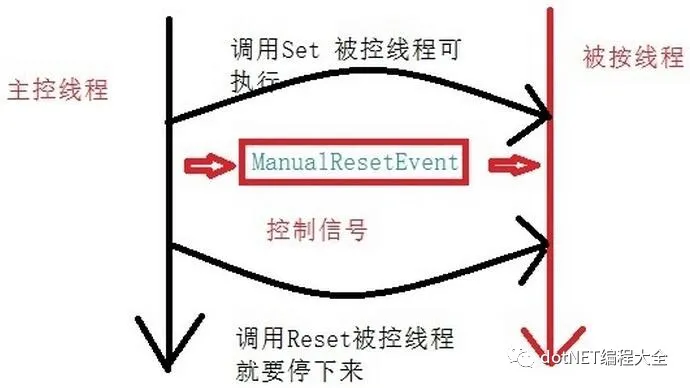 调用Set 被控线程可
执行
主控线程
被按线程
ManualResetEvent
控制信号
调用Reset被控线程
就要停下来
dotNET编程大全